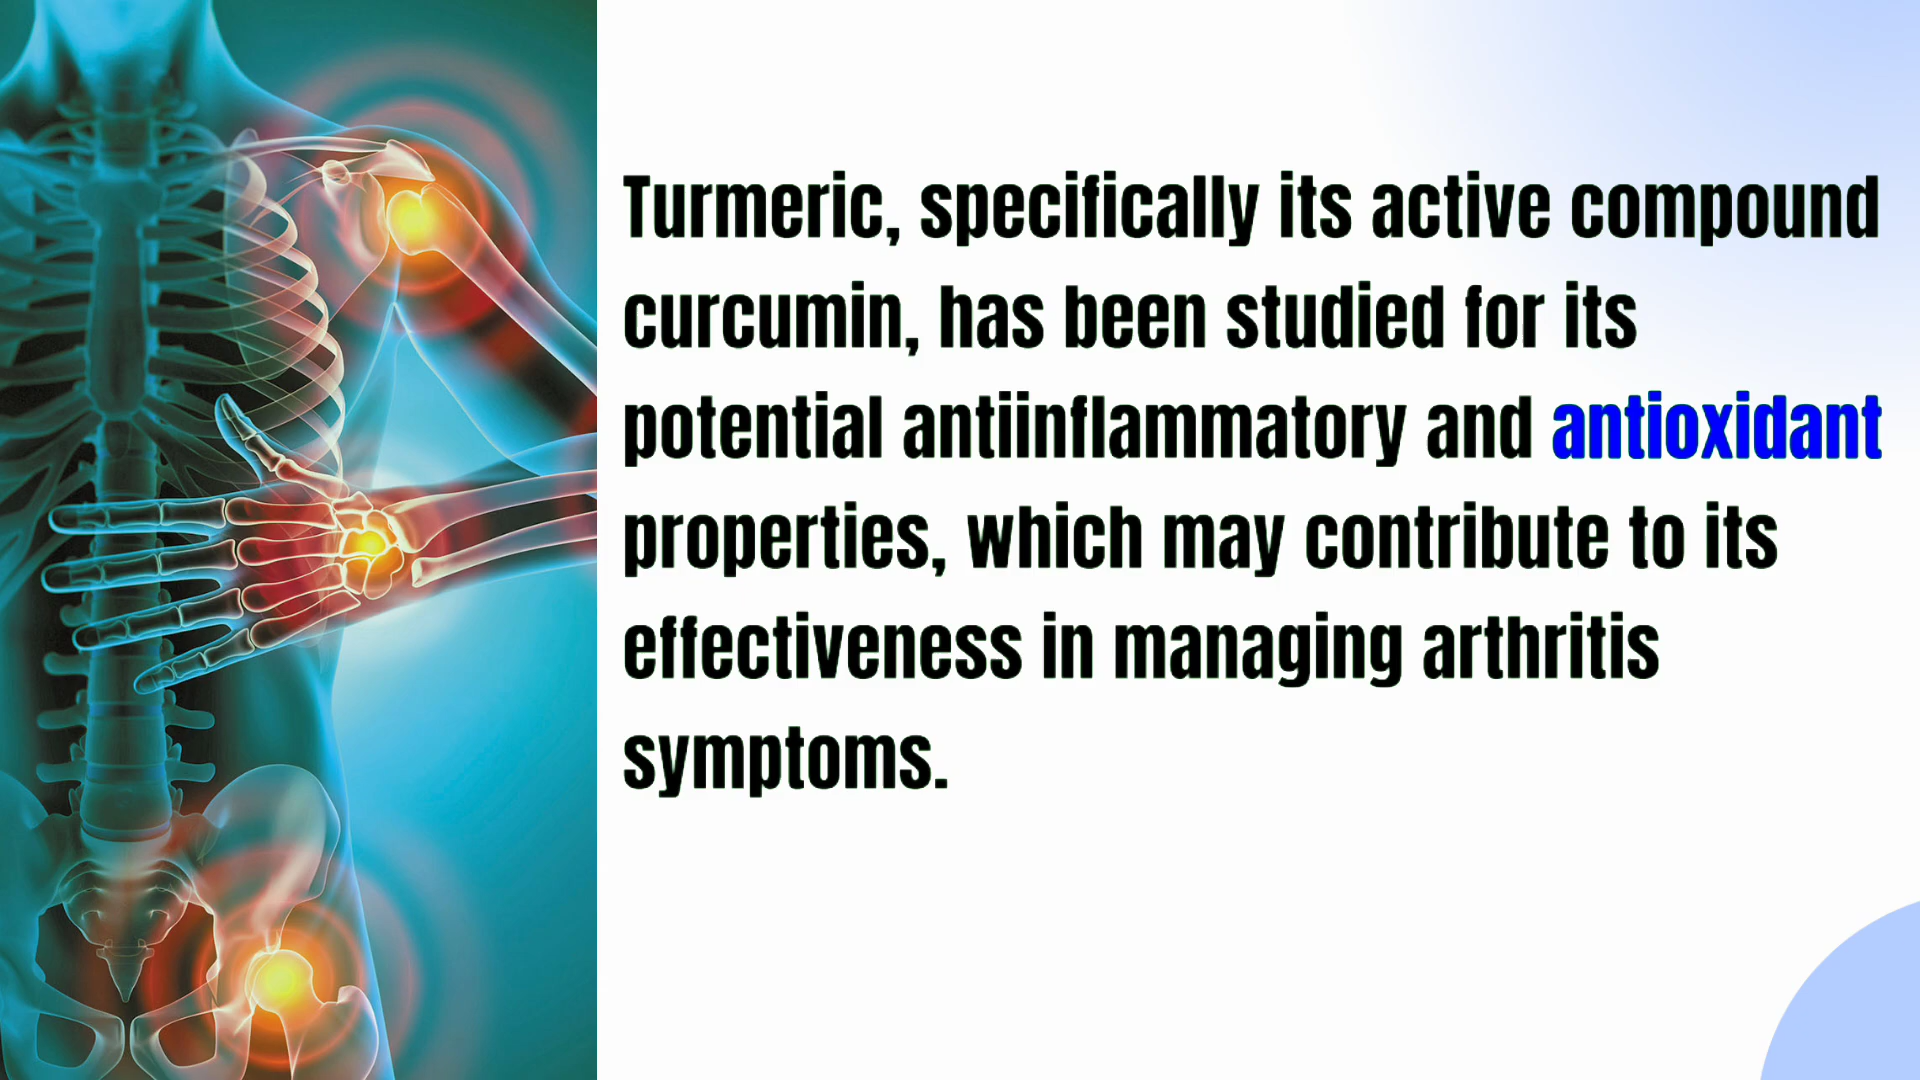 Turmeric, specifically its active compound
curcumin, has been studied for its
potential antiinflammatory and antioxidant
properties, which may contribute to its
effectiveness in managing arthritis
symptoms.